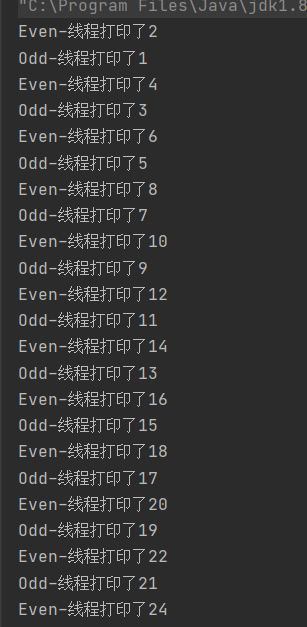 "C:\Program Files\Java\jdk1.8
Even-线程打印了2
Odd-线程打印了1
Even-线程打印了4
Odd-线程打印了3
Even-线程打印了6
Odd-线程打印了5
Even-线程打印了8
Odd-线程打印了7
Even-线程打印了10
Odd-线程打印了9
Even-线程打印了12
Odd-线程打印了11
Even-线程打印了14
Odd-线程打印了13
Even-线程打印了16
Odd-线程打印了15
Even-线程打印了18
Odd-线程打印了17
Even-线程打印了20
Odd-线程打印了19
Even-线程打印了22
Odd-线程打印了21
Even-线程打印了24